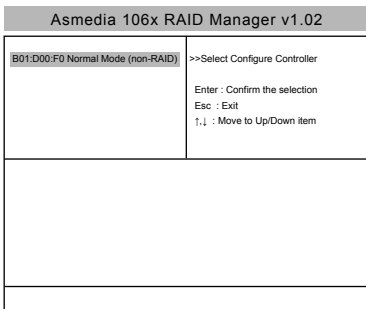 Asmedia 106x RAID Manager v1.02
B01:D00:F0 Normal Mode (non-RAID)
>>Select Configure Controller
Enter : Confirm the selection
Esc : Exit
↑,↓ : Move to Up/Down item